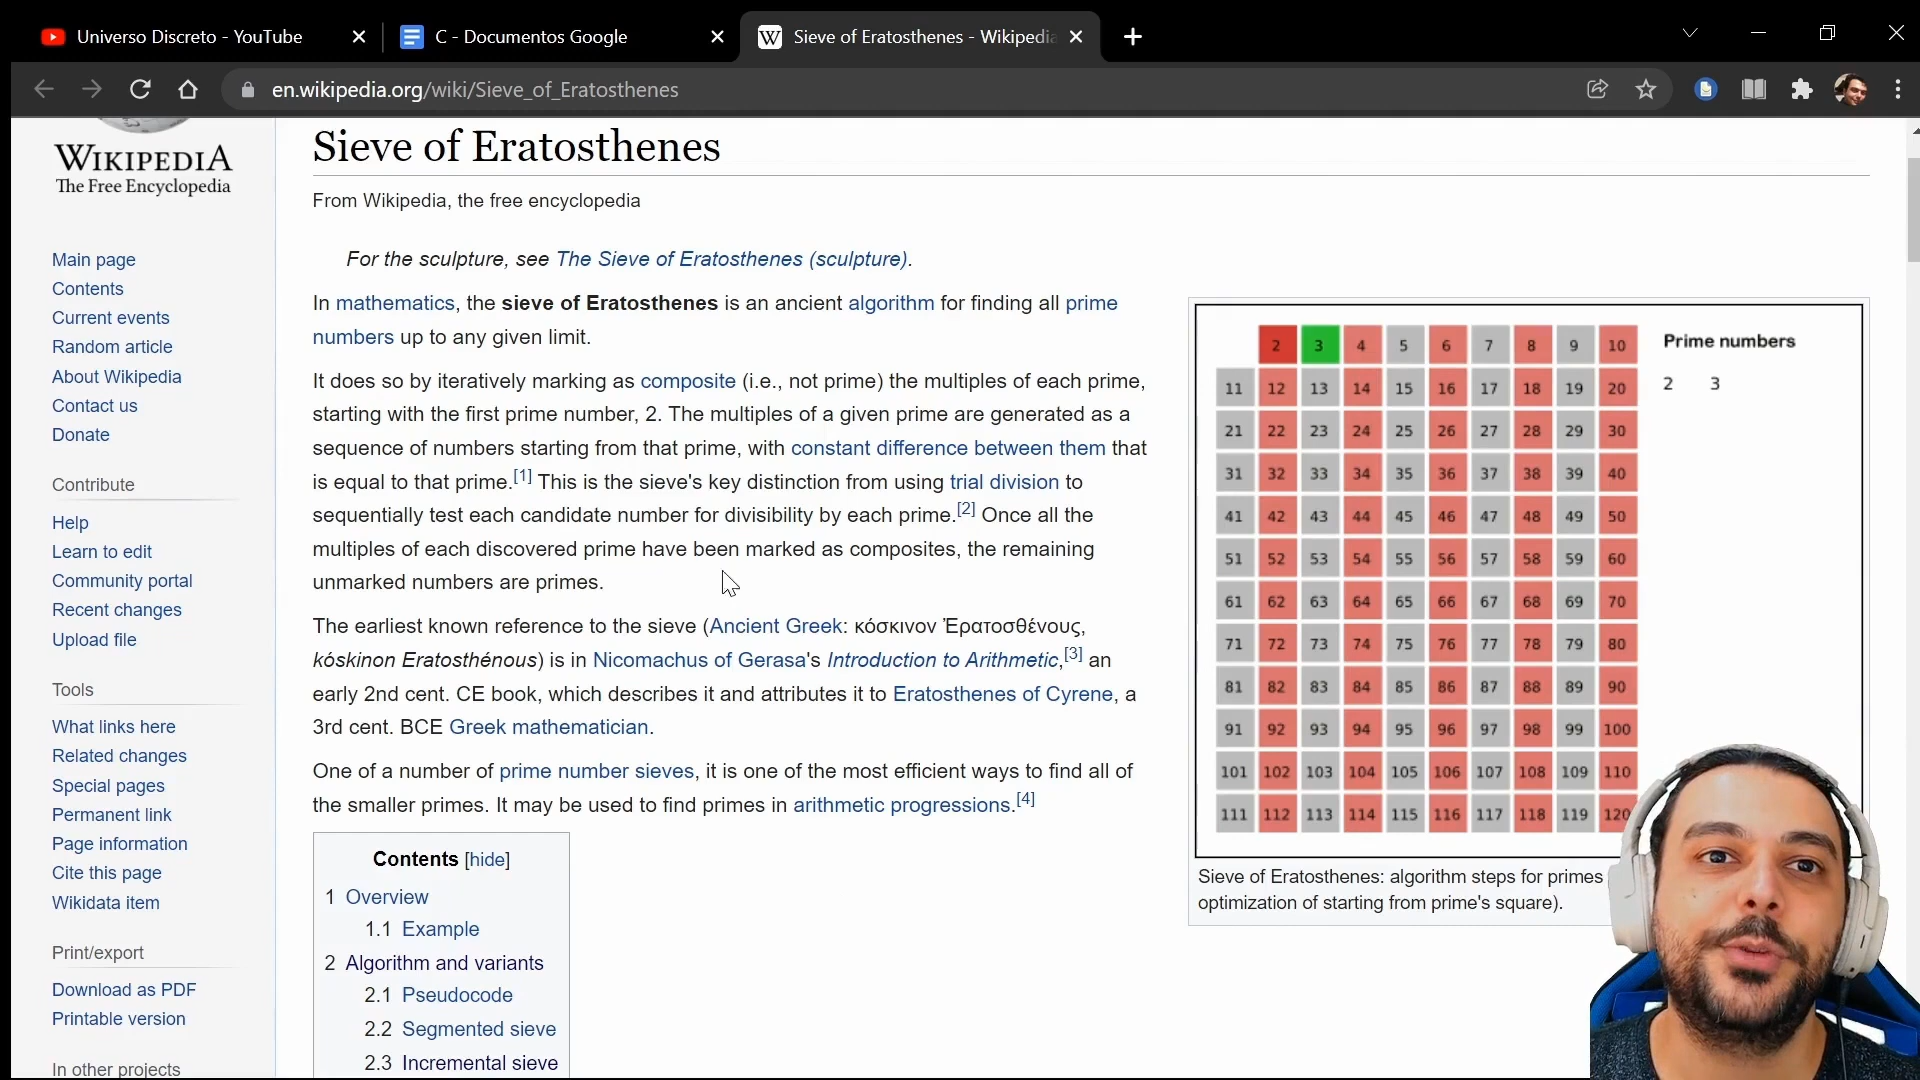 Universo Discreto - YouTube
C - Documentos Google
W
Sieve of Eratosthenes - Wikipedia
en.wikipedia.org/wiki/Sieve_of_Eratosthenes
WIKIPEDIA
The Free Encyclopedia
Main page
Contents
Current events
Random article
About Wikipedia
Contact us
Donate
Contribute
Help
Learn to edit
Community portal
Recent changes
Upload file
Tools
What links here
Related changes
Special pages
Permanent link
Page information
Cite this page
Wikidata item
Print/export
Download as PDF
Printable version
In other projects
Sieve of Eratosthenes
From Wikipedia, the free encyclopedia
For the sculpture, see The Sieve of Eratosthenes (sculpture).
In mathematics, the sieve of Eratosthenes is an ancient algorithm for finding all prime
numbers up to any given limit.
It does so by iteratively marking as composite (i.e., not prime) the multiples of each prime,
starting with the first prime number, 2. The multiples of a given prime are generated as a
sequence of numbers starting from that prime, with constant difference between them that
is equal to that prime.[1] This is the sieve's key distinction from using trial division to
sequentially test each candidate number for divisibility by each prime.[2] Once all the
multiples of each discovered prime have been marked as composites, the remaining
unmarked numbers are primes.
The earliest known reference to the sieve (Ancient Greek: κόσκινον Ἐρατοσθένους,
kóskinon Eratosthénous) is in Nicomachus of Gerasa's Introduction to Arithmetic,[3] an
early 2nd cent. CE book, which describes it and attributes it to Eratosthenes of Cyrene, a
3rd cent. BCE Greek mathematician.
One of a number of prime number sieves, it is one of the most efficient ways to find all of
the smaller primes. It may be used to find primes in arithmetic progressions.[4]
Contents [hide]
1 Overview
1.1 Example
2 Algorithm and variants
2.1 Pseudocode
2.2 Segmented sieve
2.3 Incremental sieve
2 3 4 5 6 7 8 9 10
11 12 13 14 15 16 17 18 19 20
21 22 23 24 25 26 27 28 29 30
31 32 33 34 35 36 37 38 39 40
41 42 43 44 45 46 47 48 49 50
51 52 53 54 55 56 57 58 59 60
61 62 63 64 65 66 67 68 69 70
71 72 73 74 75 76 77 78 79 80
81 82 83 84 85 86 87 88 89 90
91 92 93 94 95 96 97 98 99 100
101 102 103 104 105 106 107 108 109 110
111 112 113 114 115 116 117 118 119 120
Prime numbers
2 3
Sieve of Eratosthenes: algorithm steps for primes
optimization of starting from prime's square).